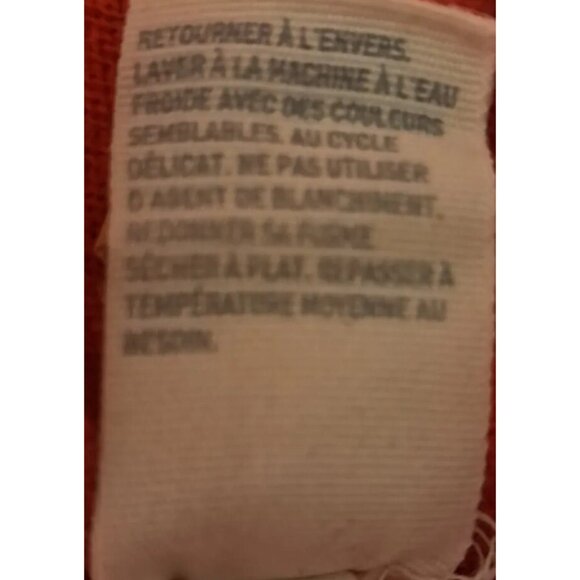 RETOURNER À L'ENVERS.
LAVER À LA MACHINE À L'EAU
FROIDE AVEC DES COULEURS
SEMBLABLES. AU CYCLE
DÉLICAT. NE PAS UTILISER
D'AGENT DE BLANCHIMENT.
REDONNER SA FORME
SÉCHER À PLAT. REPASSER À
TEMPÉRATURE MOYENNE AU
BESOIN.